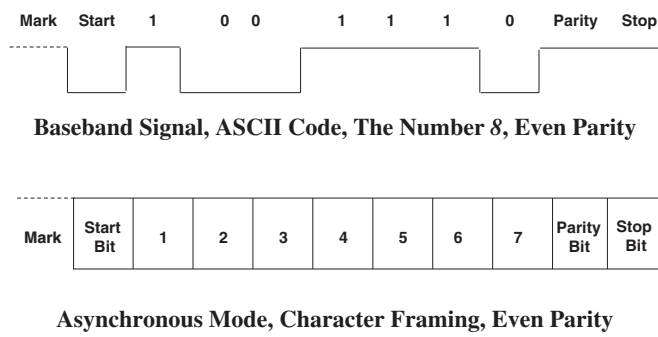 Mark Start 1 0 0 1 1 1 0 Parity Stop
Baseband Signal, ASCII Code, The Number 8, Even Parity
Mark Start Bit 1 2 3 4 5 6 7 Parity Bit Stop Bit
Asynchronous Mode, Character Framing, Even Parity